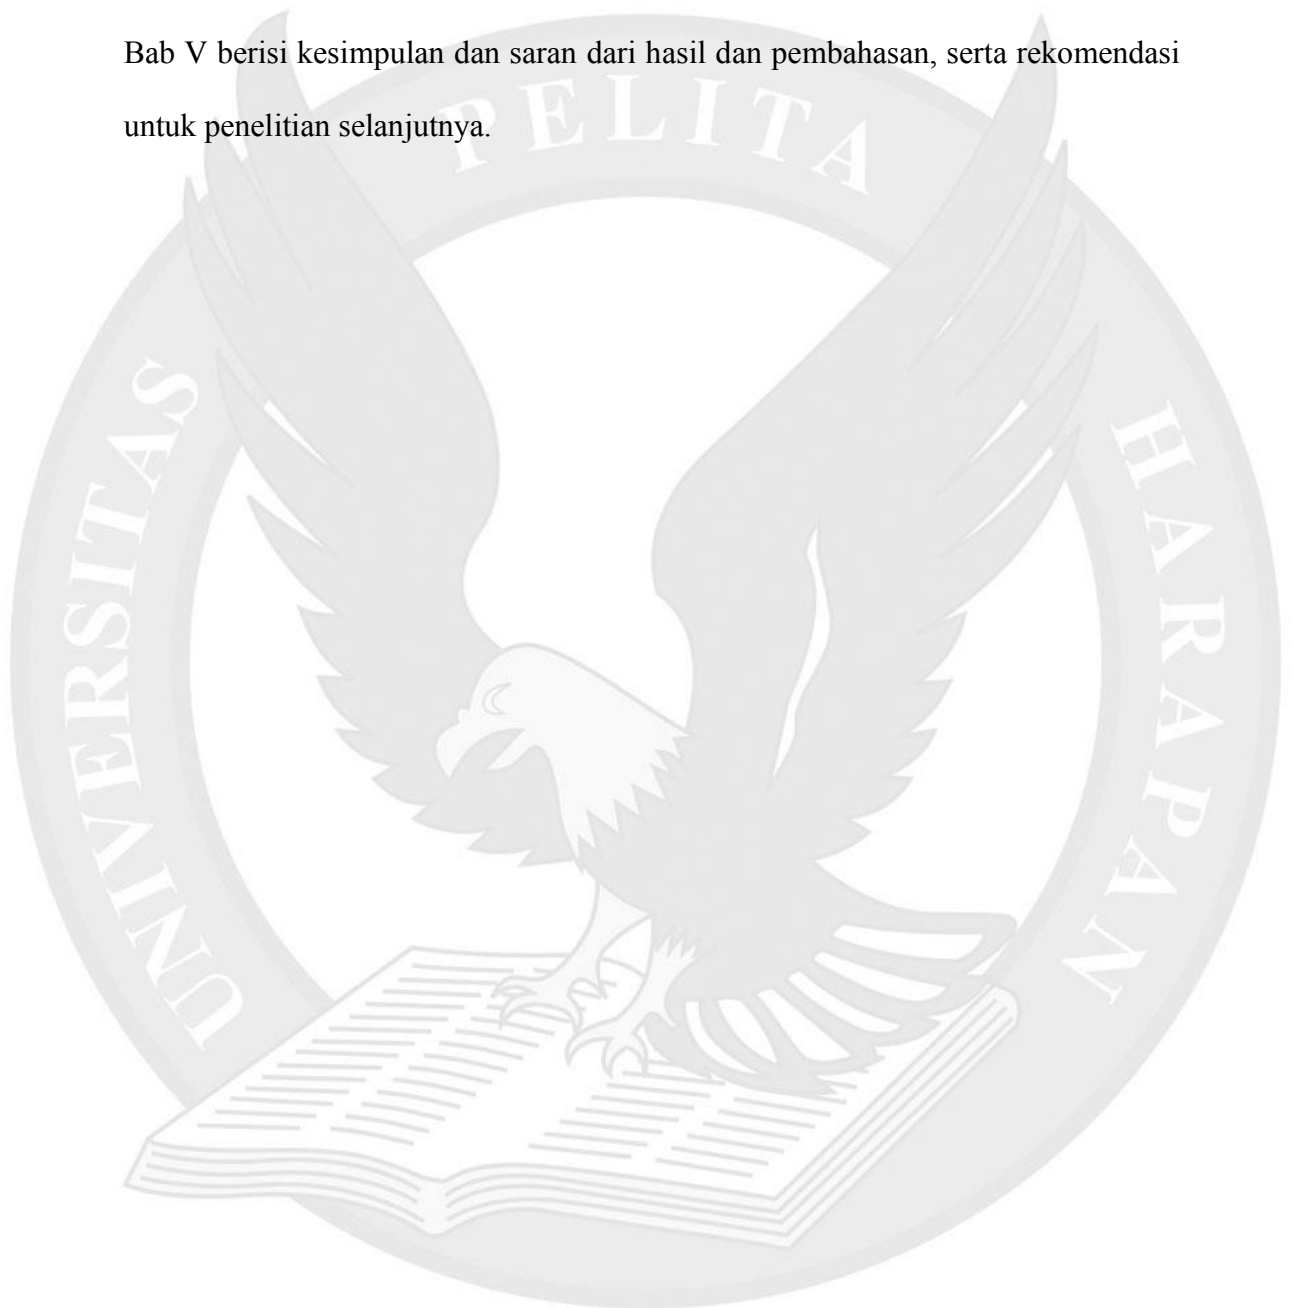 Bab V berisi kesimpulan dan saran dari hasil dan pembahasan, serta rekomendasi
untuk penelitian selanjutnya.
UNIVERSITAS PELITA HARAPAN